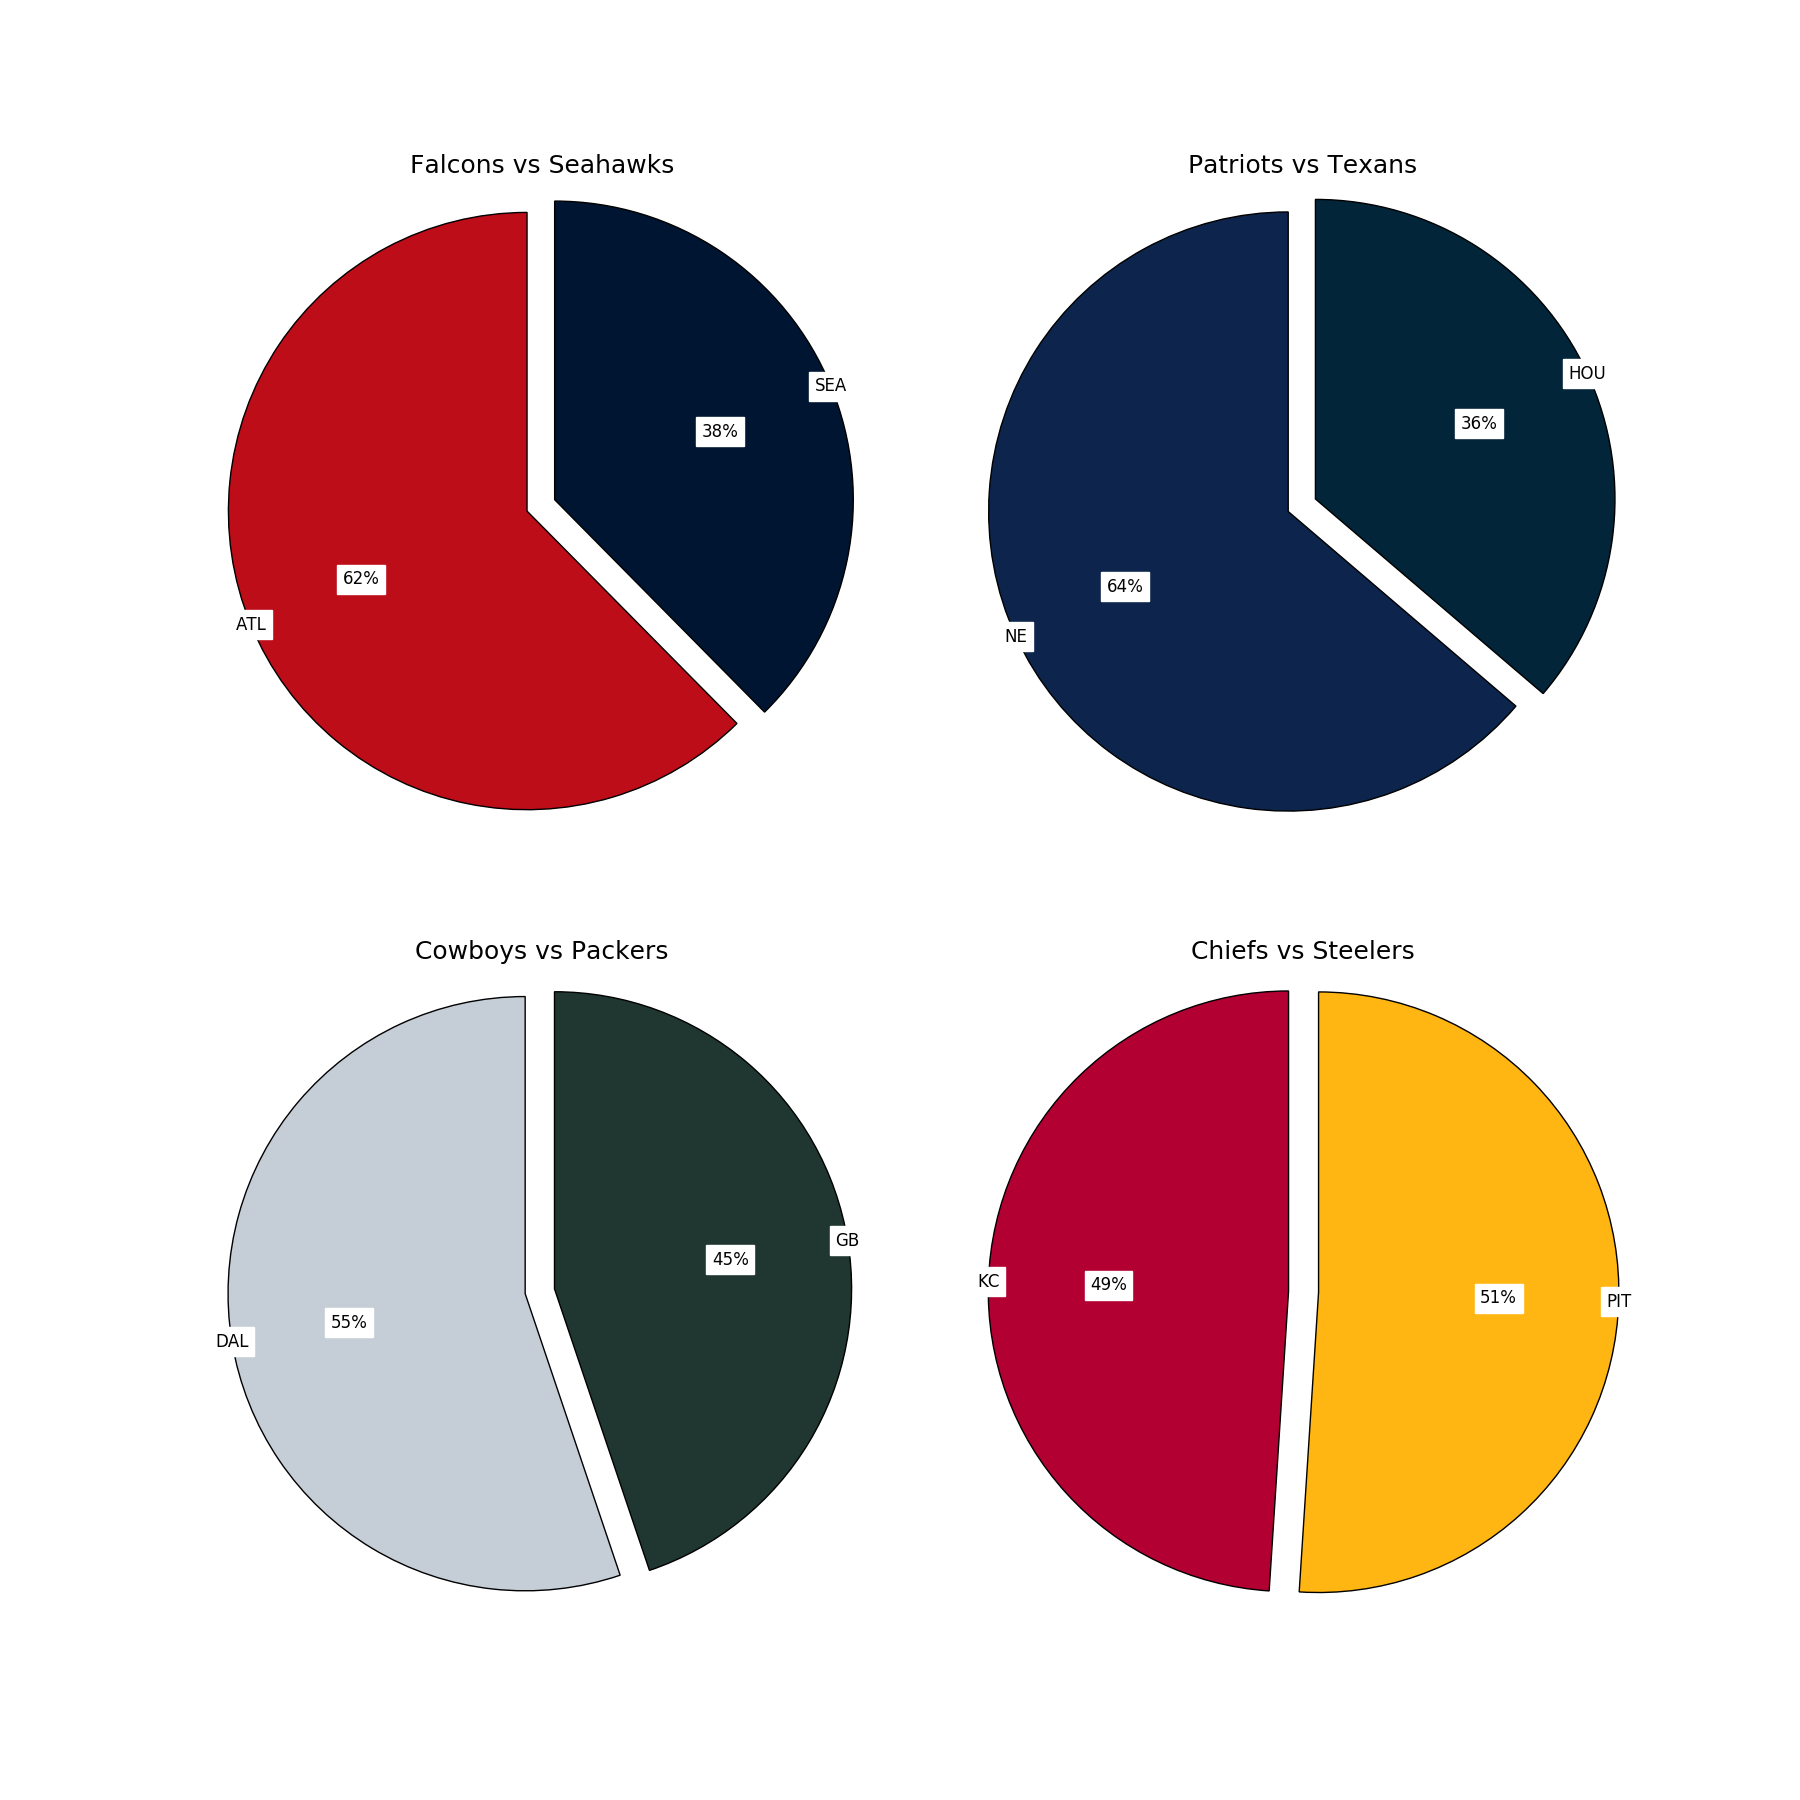 Falcons vs Seahawks
SEA
38%
62%
ATL
Patriots vs Texans
HOU
36%
64%
NE
Cowboys vs Packers
GB
45%
55%
DAL
Chiefs vs Steelers
KC
49%
51%
PIT